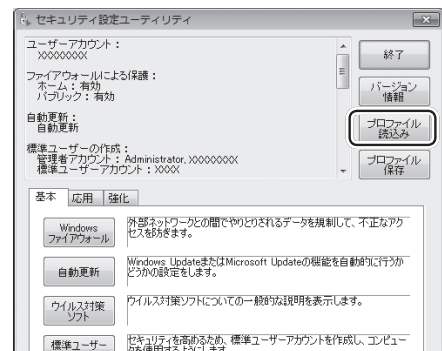 セキュリティ設定ユーティリティ
ユーザーアカウント：
XXXXXXXX
ファイアウォールによる保護：
ホーム：有効
パブリック：有効
自動更新：
自動更新
標準ユーザーの作成：
管理者アカウント：Administrator, XXXXXXXX
標準ユーザーアカウント：XXXX
終了
バージョン
情報
プロファイル
読込み
プロファイル
保存
基本
応用
強化
Windows
ファイアウォール
外部ネットワークとの間でやりとりされるデータを規制して、不正なアク
セスを防ぎます。
自動更新
Windows UpdateまたはMicrosoft Updateの機能を自動的に行うか
どうかの設定をします。
ウイルス対策
ソフト
ウイルス対策ソフトについての一般的な説明を表示します。
標準ユーザー
セキュリティを高めるため、標準ユーザーアカウントを作成し、コンピュー
タを使用するようにします。